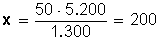 x = 50 · 5.200 / 1.300 = 200